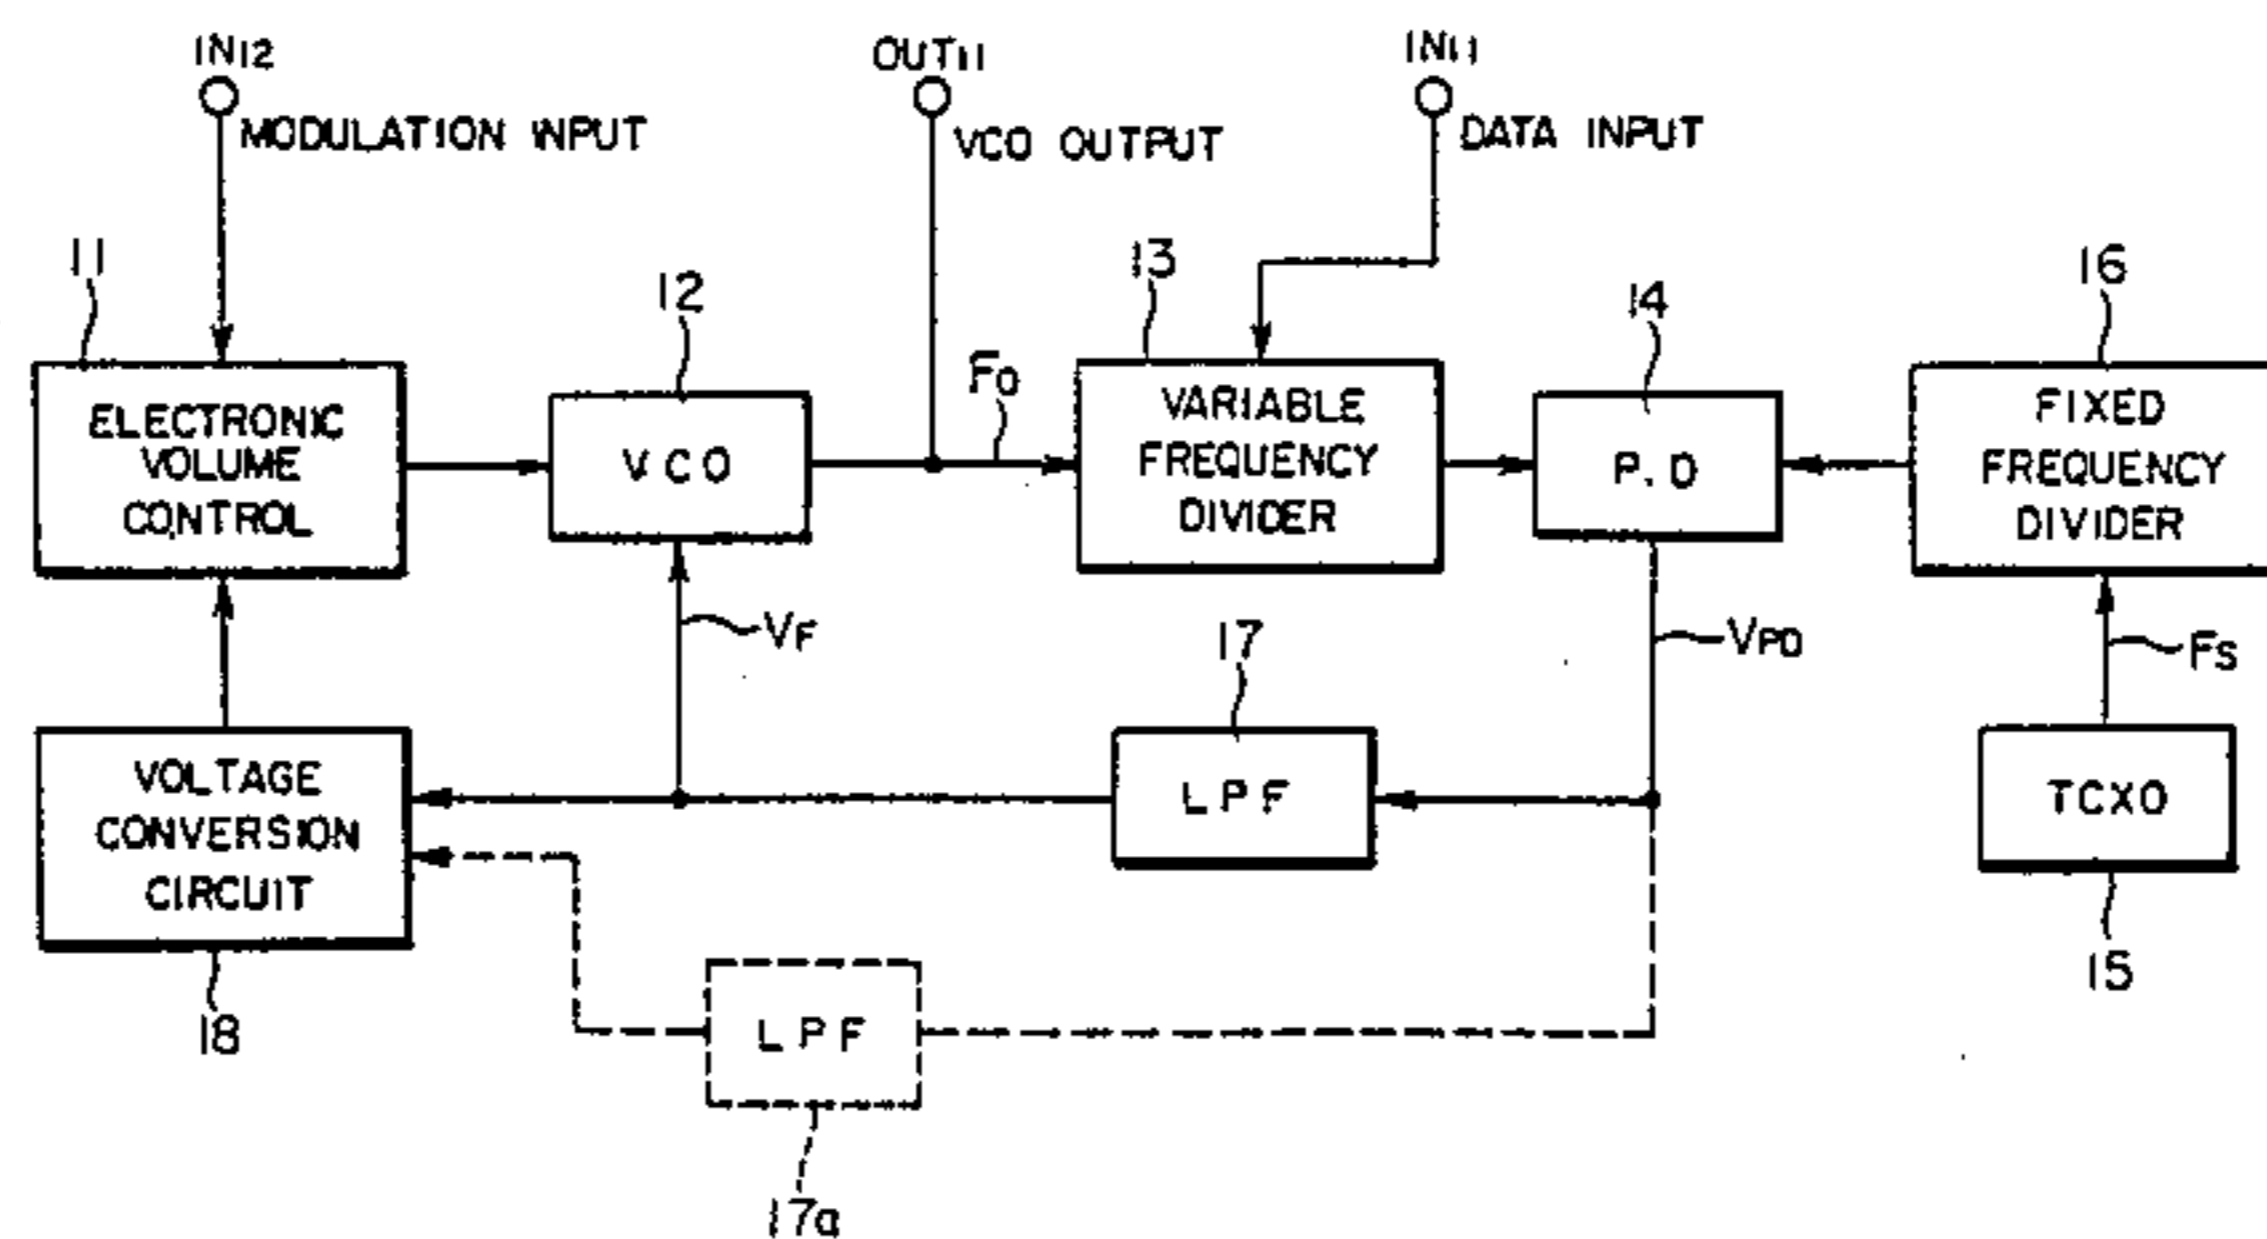 IN12
MODULATION INPUT
OUT11
VCO OUTPUT
IN11
DATA INPUT
11
ELECTRONIC
VOLUME
CONTROL
12
VCO
FO
13
VARIABLE
FREQUENCY
DIVIDER
14
P.D
16
FIXED
FREQUENCY
DIVIDER
VF
VPD
FS
17
LPF
TCXO
15
VOLTAGE
CONVERSION
CIRCUIT
18
LPF
17a